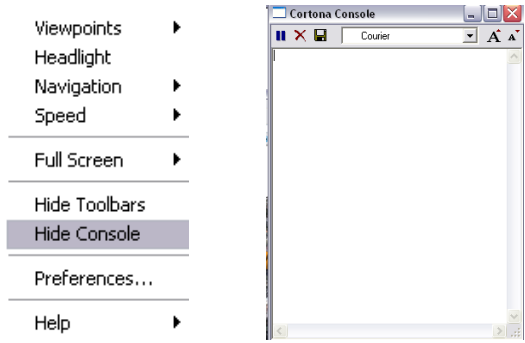 Viewpoints
Headlight
Navigation
Speed
Full Screen
Hide Toolbars
Hide Console
Preferences...
Help
Cortona Console
Courier
A A